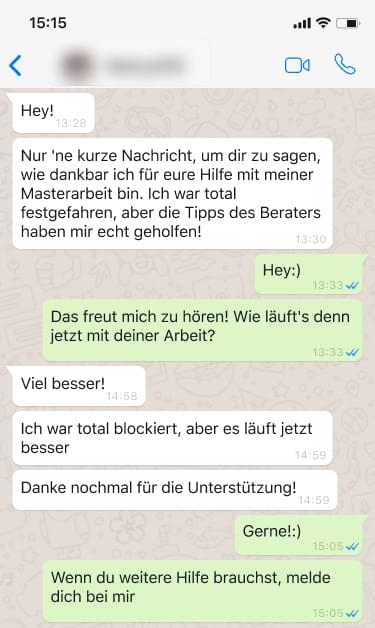 15:15
Hey!
13:28
Nur 'ne kurze Nachricht, um dir zu sagen,
wie dankbar ich für eure Hilfe mit meiner
Masterarbeit bin. Ich war total
festgefahren, aber die Tipps des Beraters
haben mir echt geholfen!
13:30
Hey:)
13:33
Das freut mich zu hören! Wie läuft's denn
jetzt mit deiner Arbeit?
13:33
Viel besser!
14:58
Ich war total blockiert, aber es läuft jetzt
besser
14:59
Danke nochmal für die Unterstützung!
14:59
Gerne!:)
15:05
Wenn du weitere Hilfe brauchst, melde
dich bei mir
15:05